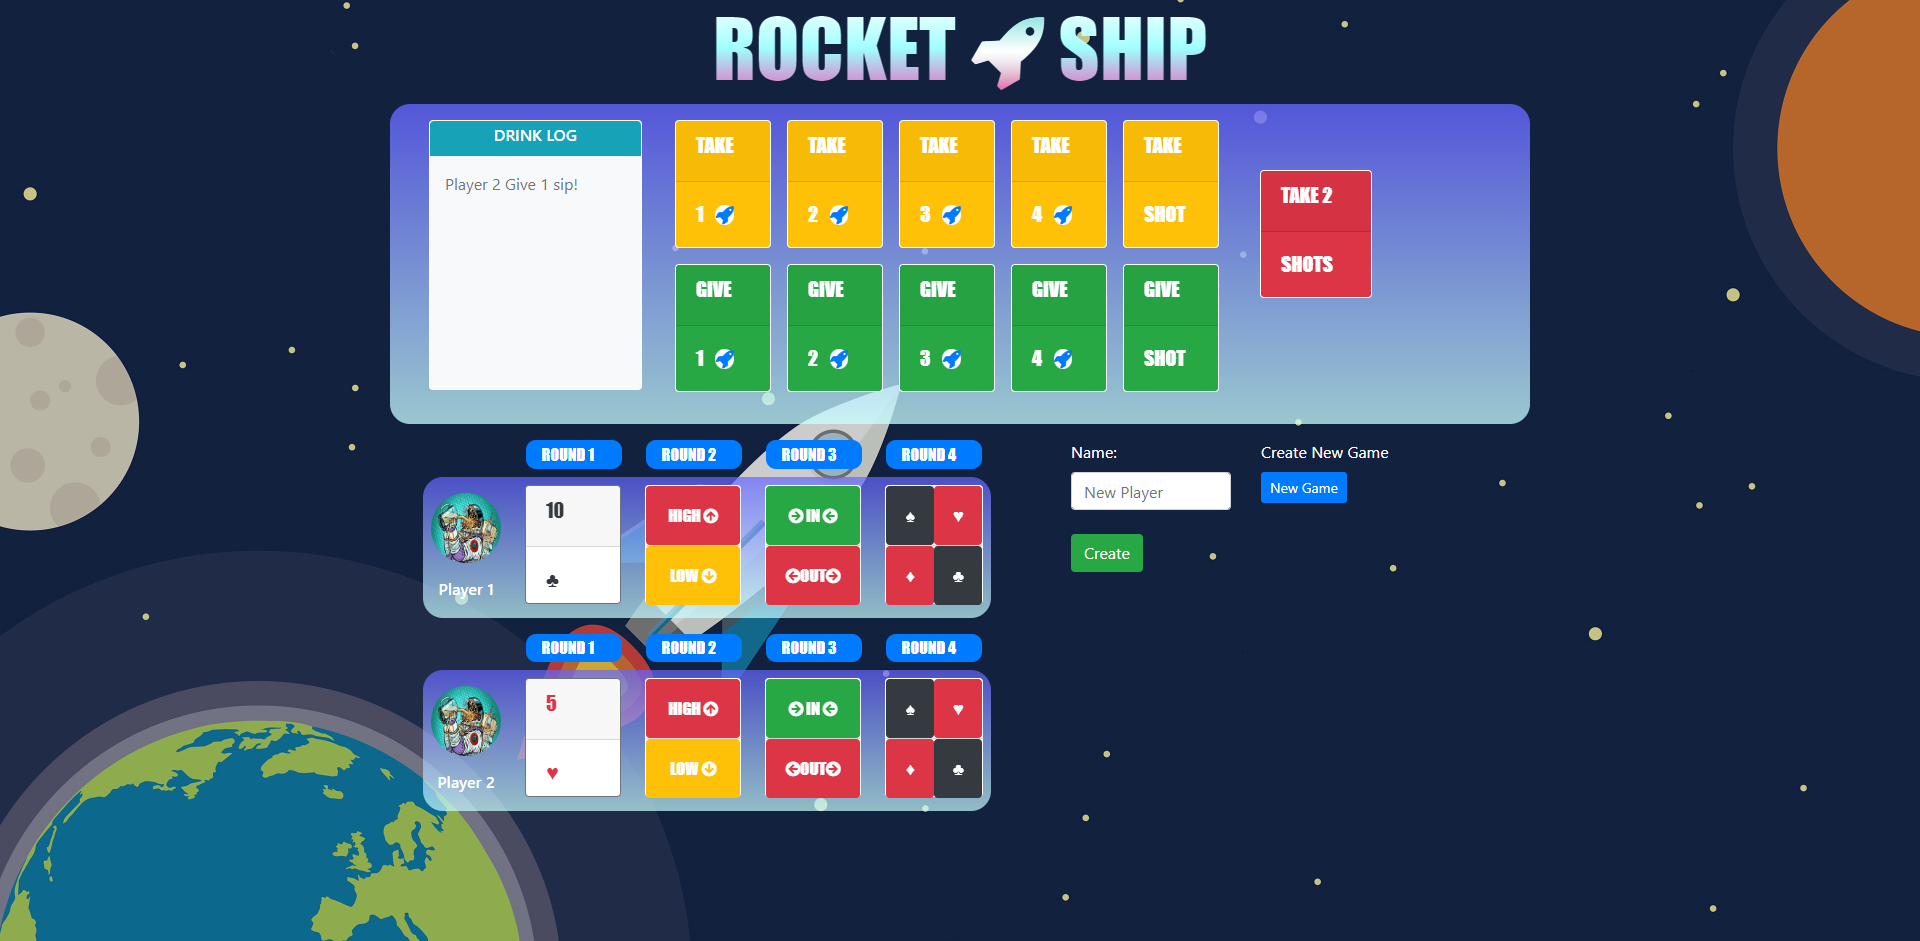 ROCKET SHIP
DRINK LOG
Player 2 Give 1 sip!
TAKE
1
TAKE
2
TAKE
3
TAKE
4
TAKE
SHOT
GIVE
1
GIVE
2
GIVE
3
GIVE
4
GIVE
SHOT
TAKE 2
SHOTS
ROUND 1
ROUND 2
ROUND 3
ROUND 4
Player 1
10
♣
HIGH
LOW
IN
OUT
♠ ♥
♦ ♣
ROUND 1
ROUND 2
ROUND 3
ROUND 4
Player 2
5
♥
HIGH
LOW
IN
OUT
♠ ♥
♦ ♣
Name:
New Player
Create
Create New Game
New Game